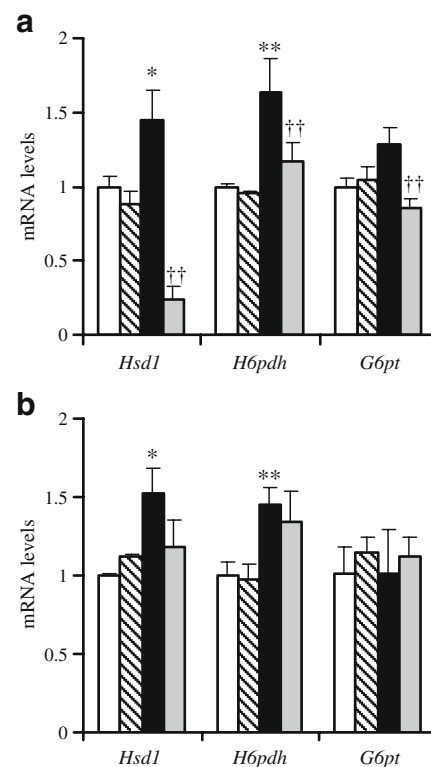 a
2
1.5
1
0.5
0
mRNA levels
*
††
**
††
††
Hsd1 H6pdh G6pt
b
2
1.5
1
0.5
0
mRNA levels
*
**
Hsd1 H6pdh G6pt